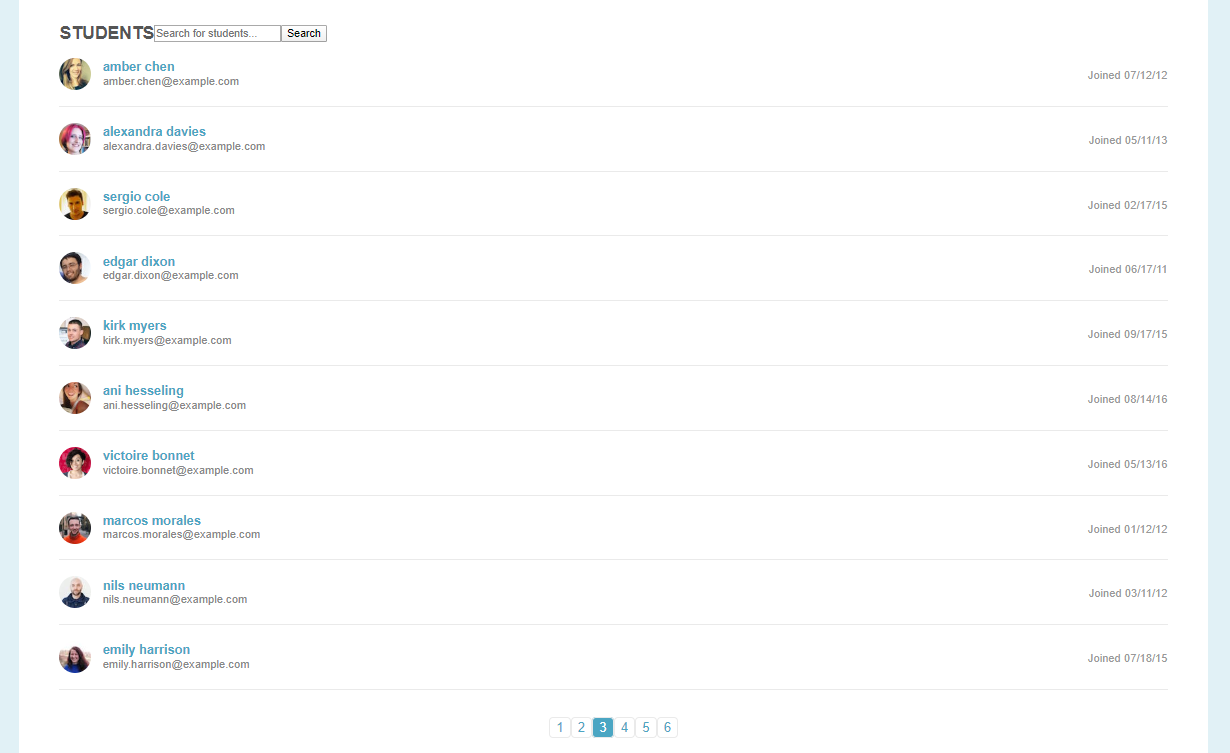 STUDENTS Search for students... Search
amber chen
amber.chen@example.com
Joined 07/12/12
alexandra davies
alexandra.davies@example.com
Joined 05/11/13
sergio cole
sergio.cole@example.com
Joined 02/17/15
edgar dixon
edgar.dixon@example.com
Joined 06/17/11
kirk myers
kirk.myers@example.com
Joined 09/17/15
ani hesseling
ani.hesseling@example.com
Joined 08/14/16
victoire bonnet
victoire.bonnet@example.com
Joined 05/13/16
marcos morales
marcos.morales@example.com
Joined 01/12/12
nils neumann
nils.neumann@example.com
Joined 03/11/12
emily harrison
emily.harrison@example.com
Joined 07/18/15
1 2 3 4 5 6